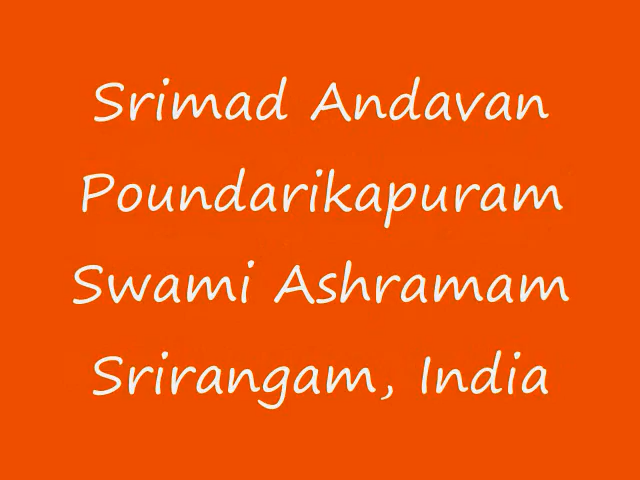 Srimad Andavan
Poundarikapuram
Swami Ashramam
Srirangam, India